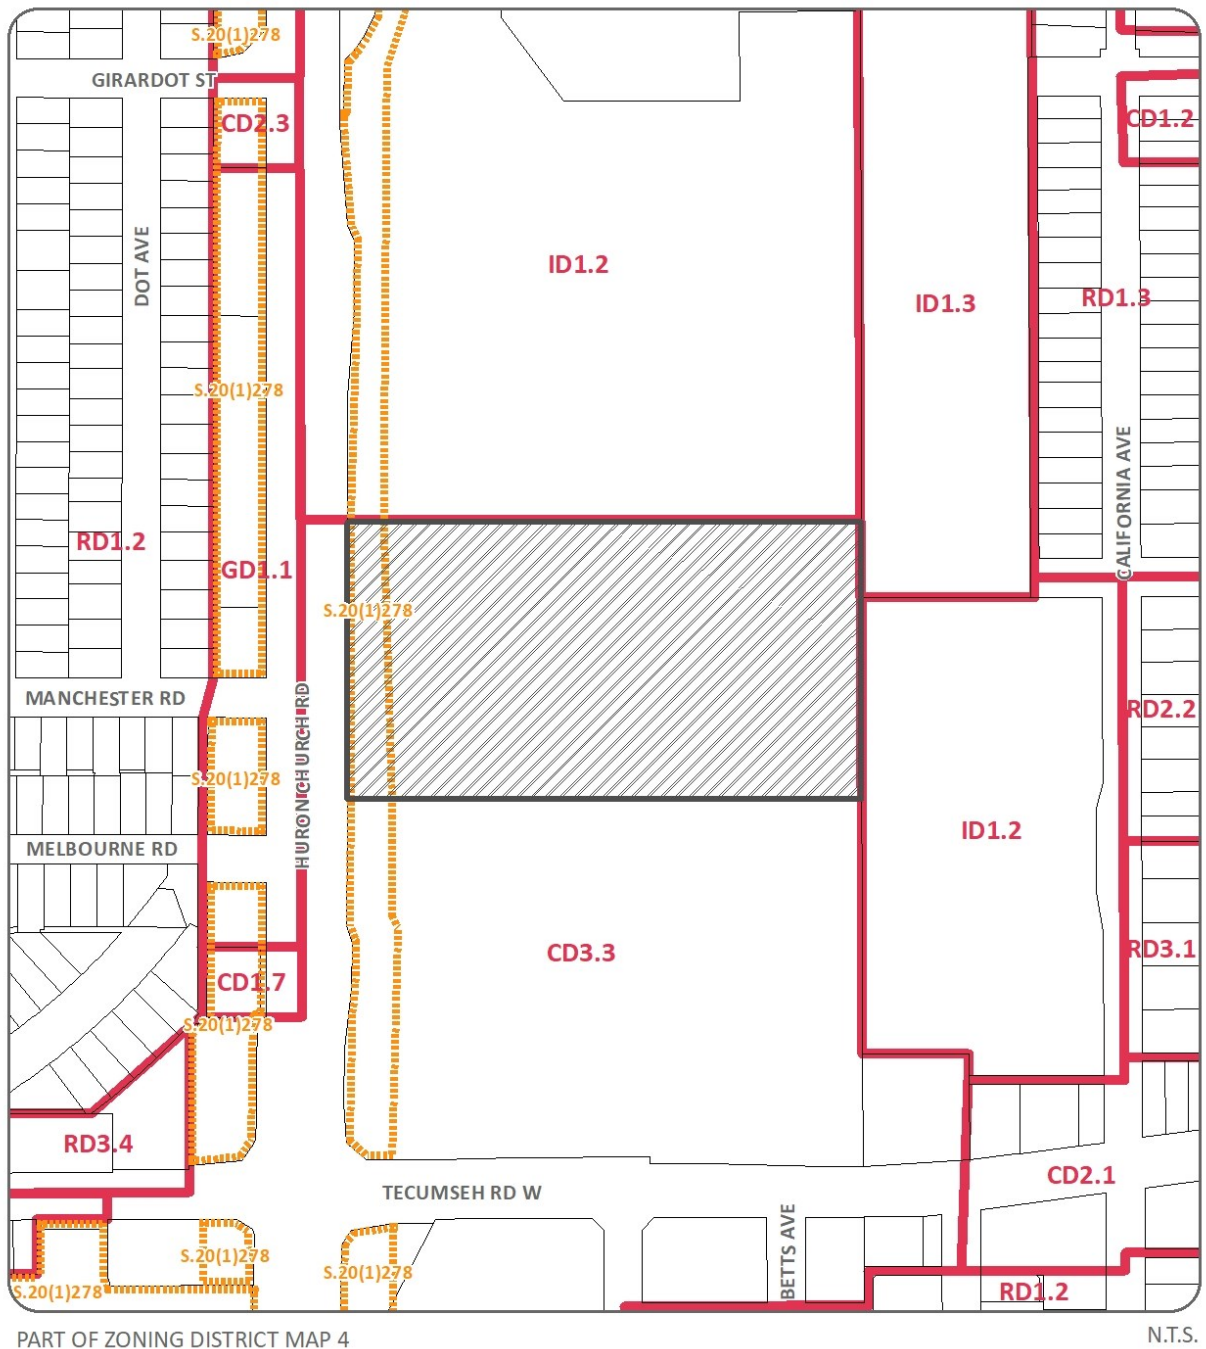 S.20(1)278
GIRARDOT ST
CD2.3
CD1.2
DOT AVE
ID1.2
ID1.3
RD1.3
S.20(1)278
CALIFORNIA AVE
RD1.2
GD1.1
S.20(1)278
MANCHESTER RD
HURON CHURCH RD
RD2.2
S.20(1)278
MELBOURNE RD
ID1.2
CD3.3
RD3.1
CD1.7
S.20(1)278
RD3.4
CD2.1
TECUMSEH RD W
BETTS AVE
S.20(1)278
S.20(1)278
S.20(1)278
RD1.2
PART OF ZONING DISTRICT MAP 4
N.T.S.